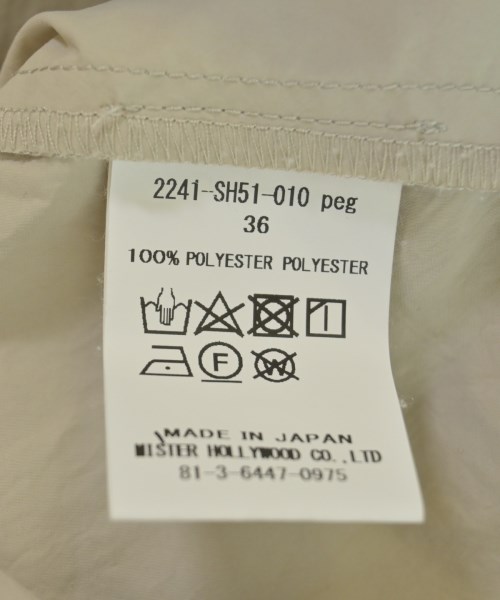 2241-SH51-010 peg
36
100% POLYESTER POLYESTER
F
W
MADE IN JAPAN
MISTER HOLLYWOOD CO.,LTD
81-3-6447-0975